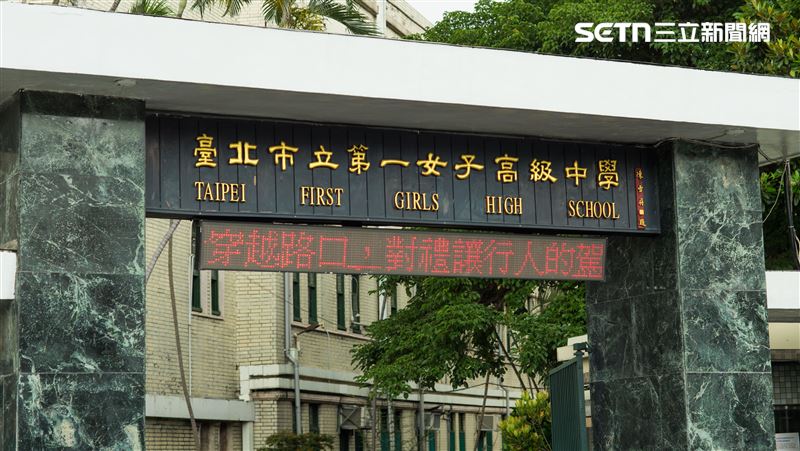 SETN三立新聞網
臺北市立第一女子高級中學
TAIPEI FIRST GIRLS HIGH SCHOOL
穿越路口，對禮讓行人的駕